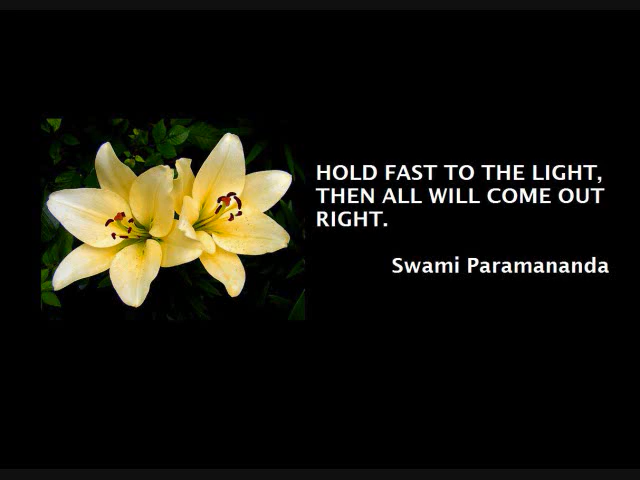 HOLD FAST TO THE LIGHT,
THEN ALL WILL COME OUT
RIGHT.
Swami Paramananda